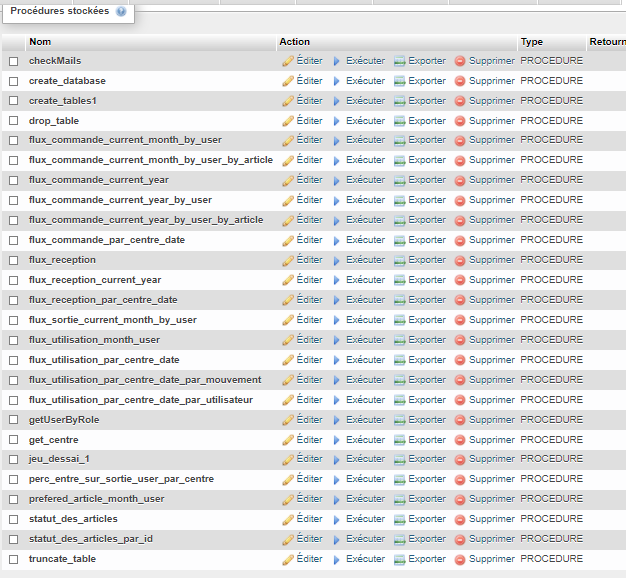 Procédures stockées
Nom Action Type Retourn
checkMails Éditer Exécuter Exporter Supprimer PROCEDURE
create_database Éditer Exécuter Exporter Supprimer PROCEDURE
create_tables1 Éditer Exécuter Exporter Supprimer PROCEDURE
drop_table Éditer Exécuter Exporter Supprimer PROCEDURE
flux_commande_current_month_by_user Éditer Exécuter Exporter Supprimer PROCEDURE
flux_commande_current_month_by_user_by_article Éditer Exécuter Exporter Supprimer PROCEDURE
flux_commande_current_year Éditer Exécuter Exporter Supprimer PROCEDURE
flux_commande_current_year_by_user Éditer Exécuter Exporter Supprimer PROCEDURE
flux_commande_current_year_by_user_by_article Éditer Exécuter Exporter Supprimer PROCEDURE
flux_commande_par_centre_date Éditer Exécuter Exporter Supprimer PROCEDURE
flux_reception Éditer Exécuter Exporter Supprimer PROCEDURE
flux_reception_current_year Éditer Exécuter Exporter Supprimer PROCEDURE
flux_reception_par_centre_date Éditer Exécuter Exporter Supprimer PROCEDURE
flux_sortie_current_month_by_user Éditer Exécuter Exporter Supprimer PROCEDURE
flux_utilisation_month_user Éditer Exécuter Exporter Supprimer PROCEDURE
flux_utilisation_par_centre_date Éditer Exécuter Exporter Supprimer PROCEDURE
flux_utilisation_par_centre_date_par_mouvement Éditer Exécuter Exporter Supprimer PROCEDURE
flux_utilisation_par_centre_date_par_utilisateur Éditer Exécuter Exporter Supprimer PROCEDURE
getUserByRole Éditer Exécuter Exporter Supprimer PROCEDURE
get_centre Éditer Exécuter Exporter Supprimer PROCEDURE
jeu_dessai_1 Éditer Exécuter Exporter Supprimer PROCEDURE
perc_entre_sur_sortie_user_par_centre Éditer Exécuter Exporter Supprimer PROCEDURE
prefered_article_month_user Éditer Exécuter Exporter Supprimer PROCEDURE
statut_des_articles Éditer Exécuter Exporter Supprimer PROCEDURE
statut_des_articles_par_id Éditer Exécuter Exporter Supprimer PROCEDURE
truncate_table Éditer Exécuter Exporter Supprimer PROCEDURE